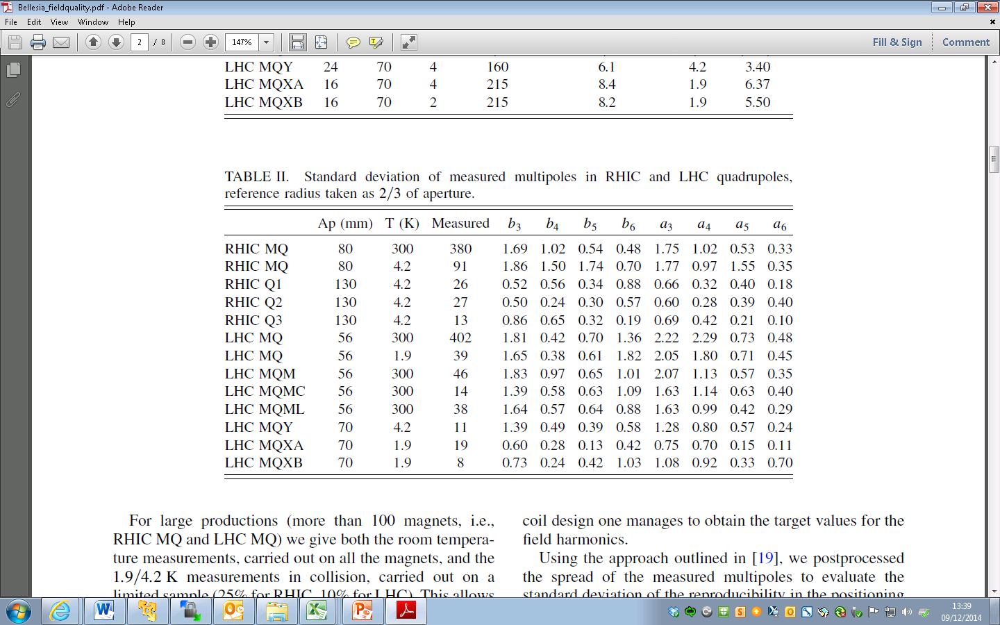 Bellesia_fieldquality.pdf - Adobe Reader
File Edit View Window Help
2 / 8 147% Fill & Sign Comment
LHC MQY 24 70 4 160 6.1 4.2 3.40
LHC MQXA 16 70 4 215 8.4 1.9 6.37
LHC MQXB 16 70 2 215 8.2 1.9 5.50
TABLE II. Standard deviation of measured multipoles in RHIC and LHC quadrupoles,
reference radius taken as 2/3 of aperture.
Ap (mm) T (K) Measured b3 b4 b5 b6 a3 a4 a5 a6
RHIC MQ 80 300 380 1.69 1.02 0.54 0.48 1.75 1.02 0.53 0.33
RHIC MQ 80 4.2 91 1.86 1.50 1.74 0.70 1.77 0.97 1.55 0.35
RHIC Q1 130 4.2 26 0.52 0.56 0.34 0.88 0.66 0.32 0.40 0.18
RHIC Q2 130 4.2 27 0.50 0.24 0.30 0.57 0.60 0.28 0.39 0.40
RHIC Q3 130 4.2 13 0.86 0.65 0.32 0.19 0.69 0.42 0.21 0.10
LHC MQ 56 300 402 1.81 0.42 0.70 1.36 2.22 2.29 0.73 0.48
LHC MQ 56 1.9 39 1.65 0.38 0.61 1.82 2.05 1.80 0.71 0.45
LHC MQM 56 300 46 1.83 0.97 0.65 1.01 2.07 1.13 0.57 0.35
LHC MQMC 56 300 14 1.39 0.58 0.63 1.09 1.63 1.14 0.63 0.40
LHC MQML 56 300 38 1.64 0.57 0.64 0.88 1.63 0.99 0.42 0.29
LHC MQY 70 4.2 11 1.39 0.49 0.39 0.58 1.28 0.80 0.57 0.24
LHC MQXA 70 1.9 19 0.60 0.28 0.13 0.42 0.75 0.70 0.15 0.11
LHC MQXB 70 1.9 8 0.73 0.24 0.42 1.03 1.08 0.92 0.33 0.70
For large productions (more than 100 magnets, i.e.,
RHIC MQ and LHC MQ) we give both the room tempera-
ture measurements, carried out on all the magnets, and the
1.9/4.2 K measurements in collision, carried out on a
limited sample (25% for RHIC, 10% for LHC). This allows
coil design one manages to obtain the target values for the
field harmonics.
Using the approach outlined in [19], we postprocessed
the spread of the measured multipoles to evaluate the
standard deviation of the reproducibility in the positioning
13:39
09/12/2014